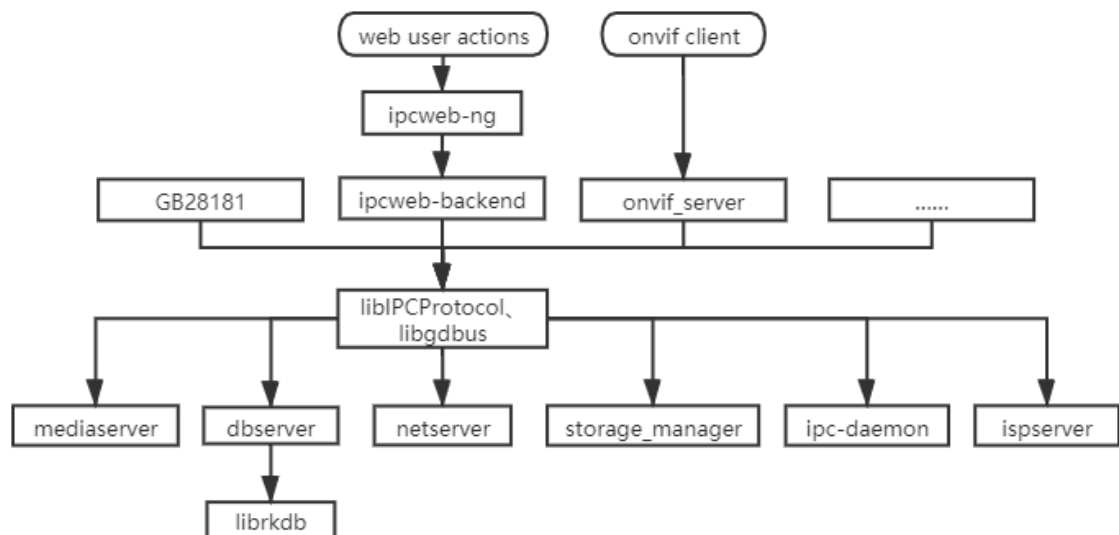 web user actions
onvif client
ipcweb-ng
GB28181
ipcweb-backend
onvif_server
......
libIPCProtocol、
libgdbus
mediaserver
dbserver
netserver
storage_manager
ipc-daemon
ispserver
librkdb